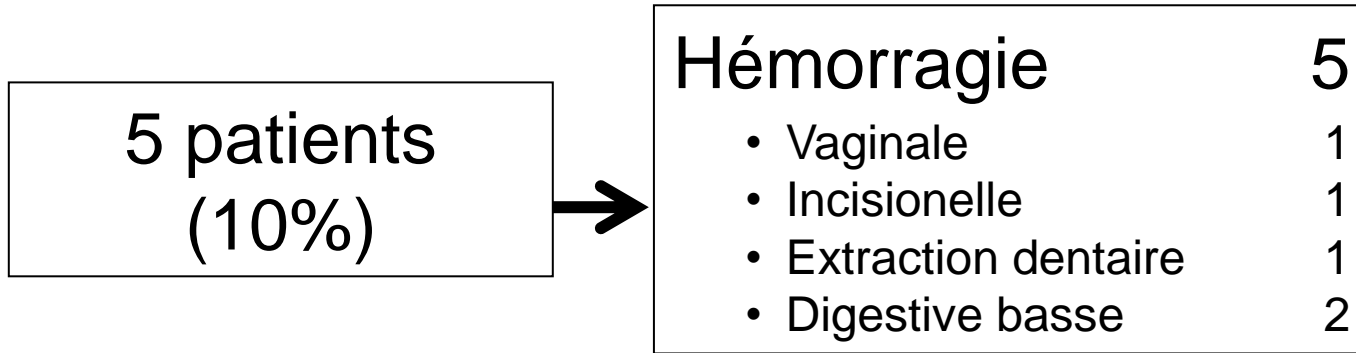 5 patients
(10%)
Hémorragie 5
• Vaginale 1
• Incisionelle 1
• Extraction dentaire 1
• Digestive basse 2